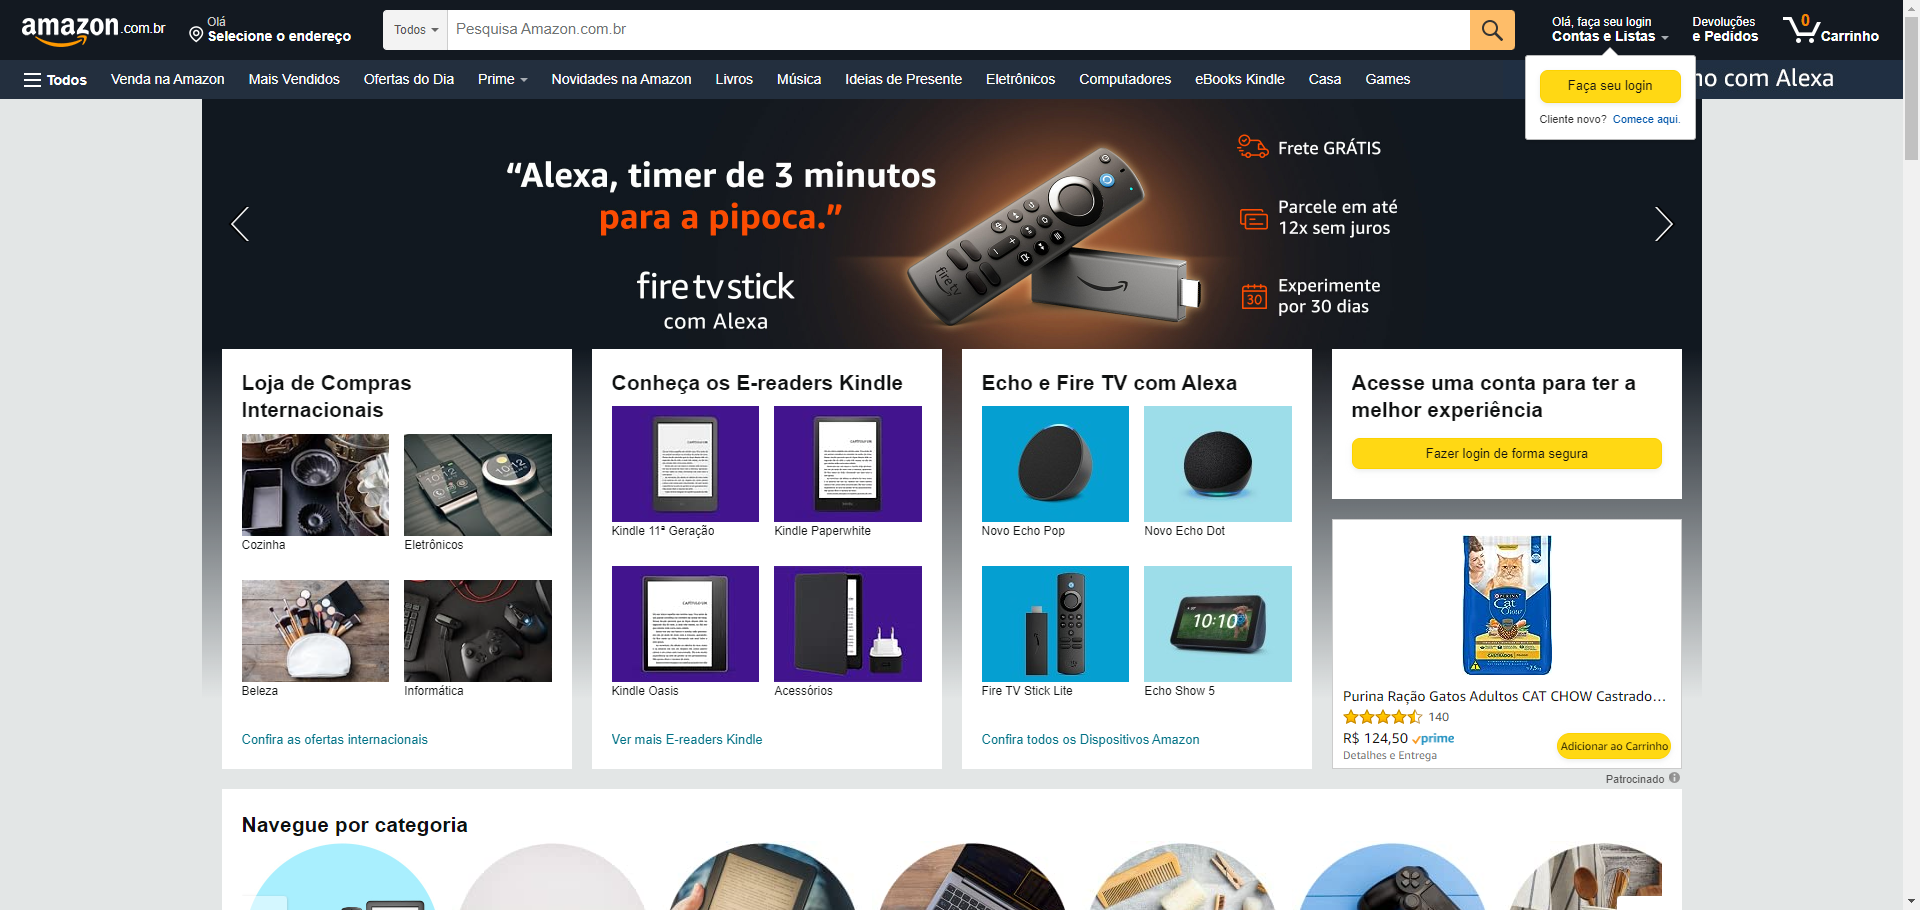 amazon.com.br
Olá
Selecione o endereço
Todos
Pesquisa Amazon.com.br
Olá, faça seu login
Contas e Listas
Devoluções
e Pedidos
0
Carrinho
Todos
Venda na Amazon
Mais Vendidos
Ofertas do Dia
Prime
Novidades na Amazon
Livros
Música
Ideias de Presente
Eletrônicos
Computadores
eBooks Kindle
Casa
Games
com Alexa
Faça seu login
Cliente novo? Comece aqui.
“Alexa, timer de 3 minutos
para a pipoca.”
fire tv stick
com Alexa
fire tv
Frete GRÁTIS
Parcele em até
12x sem juros
30
Experimente
por 30 dias
Loja de Compras
Internacionais
Cozinha
Eletrônicos
Beleza
Informática
Confira as ofertas internacionais
Conheça os E-readers Kindle
Kindle 11ª Geração
Kindle Paperwhite
Kindle Oasis
Acessórios
Ver mais E-readers Kindle
Echo e Fire TV com Alexa
Novo Echo Pop
Novo Echo Dot
10:10
Fire TV Stick Lite
Echo Show 5
Confira todos os Dispositivos Amazon
Acesse uma conta para ter a
melhor experiência
Fazer login de forma segura
PURINA
Cat
Chow
CASTRADOS
Purina Ração Gatos Adultos CAT CHOW Castrado...
140
R$ 124,50 prime
Detalhes e Entrega
Adicionar ao Carrinho
Patrocinado
Navegue por categoria